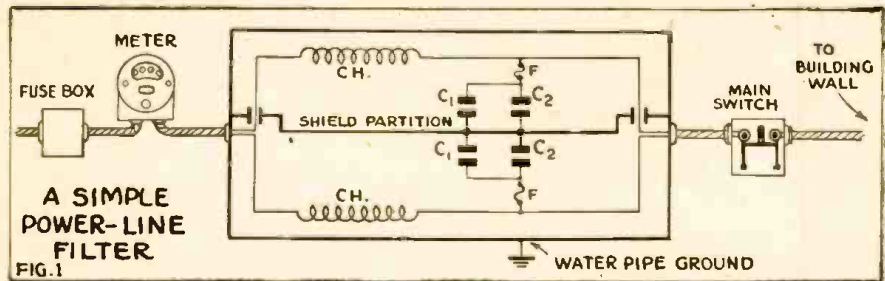 METER
FUSE BOX
CH.
F
C1
C2
SHIELD PARTITION
C1
C2
F
CH.
TO
BUILDING
WALL
MAIN
SWITCH
A SIMPLE
POWER-LINE
FILTER
FIG.1
WATER PIPE GROUND